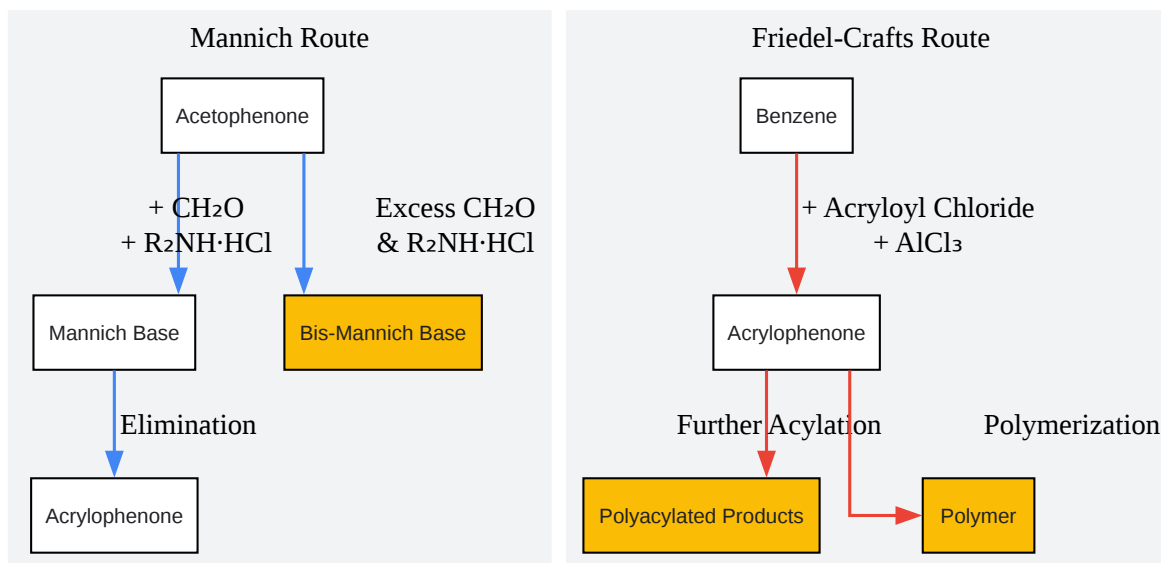 Mannich Route
Acetophenone
+ CH₂O
+ R₂NH·HCl
Excess CH₂O
& R₂NH·HCl
Mannich Base
Bis-Mannich Base
Elimination
Acrylophenone
Friedel-Crafts Route
Benzene
+ Acryloyl Chloride
+ AlCl₃
Acrylophenone
Further Acylation
Polymerization
Polyacylated Products
Polymer